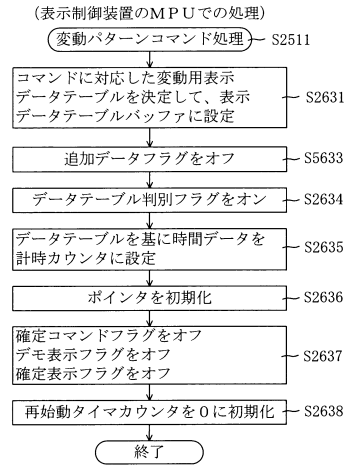 (表示制御装置のMPUでの処理)
変動パターンコマンド処理 S2511
コマンドに対応した変動用表示
データテーブルを決定して、表示 S2631
データテーブルバッファに設定
追加データフラグをオフ S5633
データテーブル判別フラグをオン S2634
データテーブルを基に時間データを S2635
計時カウンタに設定
ポインタを初期化 S2636
確定コマンドフラグをオフ
デモ表示フラグをオフ S2637
確定表示フラグをオフ
再始動タイマカウンタを0に初期化 S2638
終了